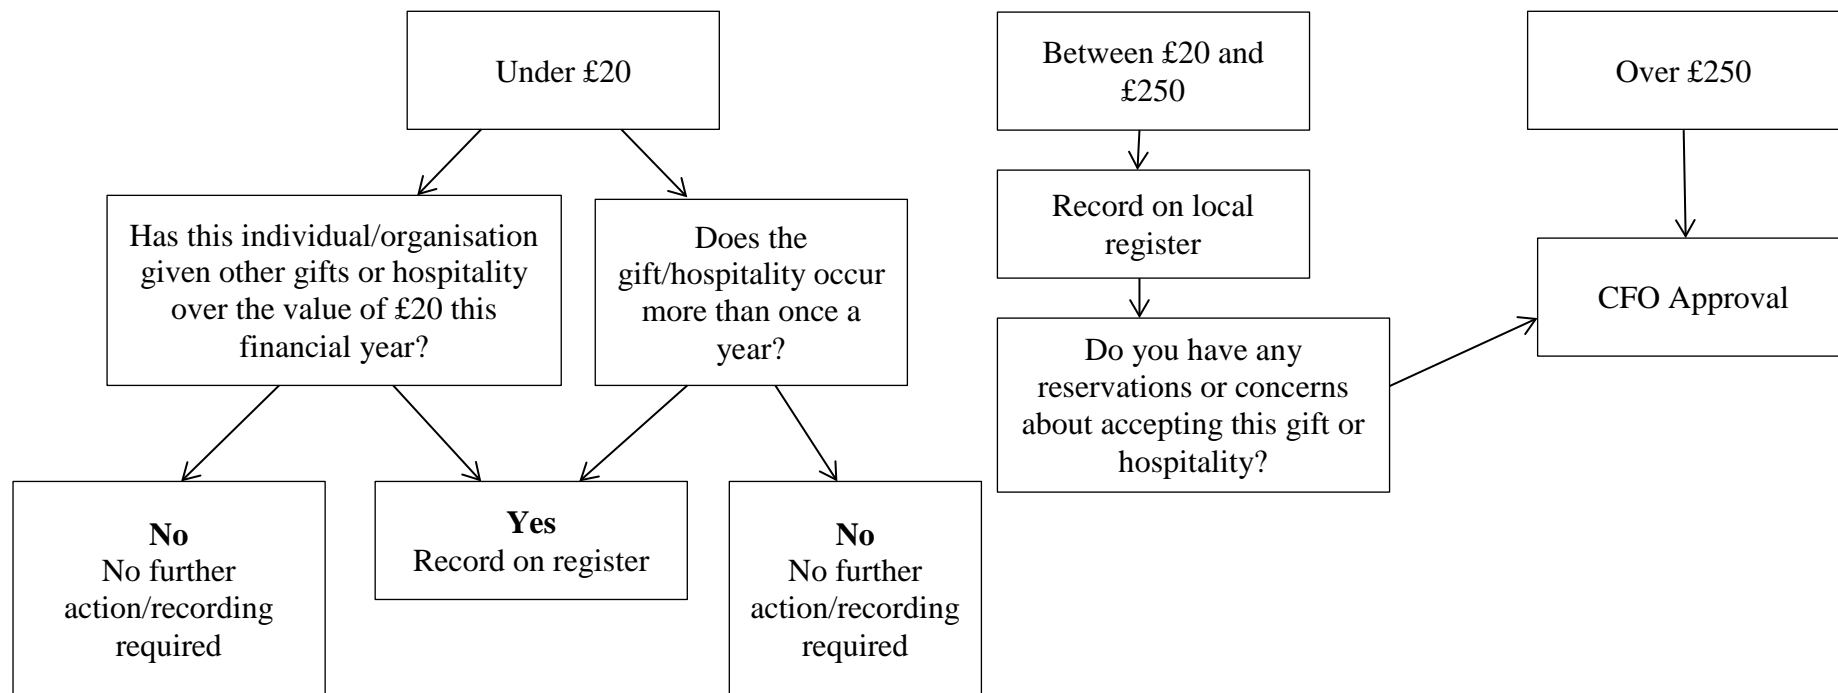 Under £20
Between £20 and
£250
Over £250
Has this individual/organisation
given other gifts or hospitality
over the value of £20 this
financial year?
Does the
gift/hospitality occur
more than once a
year?
Record on local
register
CFO Approval
Do you have any
reservations or concerns
about accepting this gift or
hospitality?
No
No further
action/recording
required
Yes
Record on register
No
No further
action/recording
required